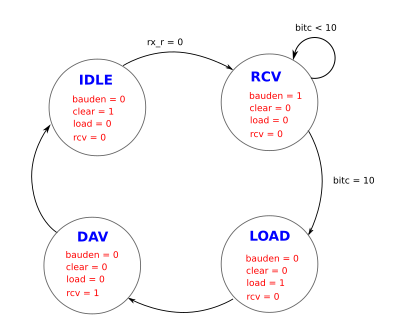 bitc < 10
rx_r = 0
IDLE
bauden = 0
clear = 1
load = 0
rcv = 0
RCV
bauden = 1
clear = 0
load = 0
rcv = 0
bitc = 10
DAV
bauden = 0
clear = 0
load = 0
rcv = 1
LOAD
bauden = 0
clear = 0
load = 1
rcv = 0